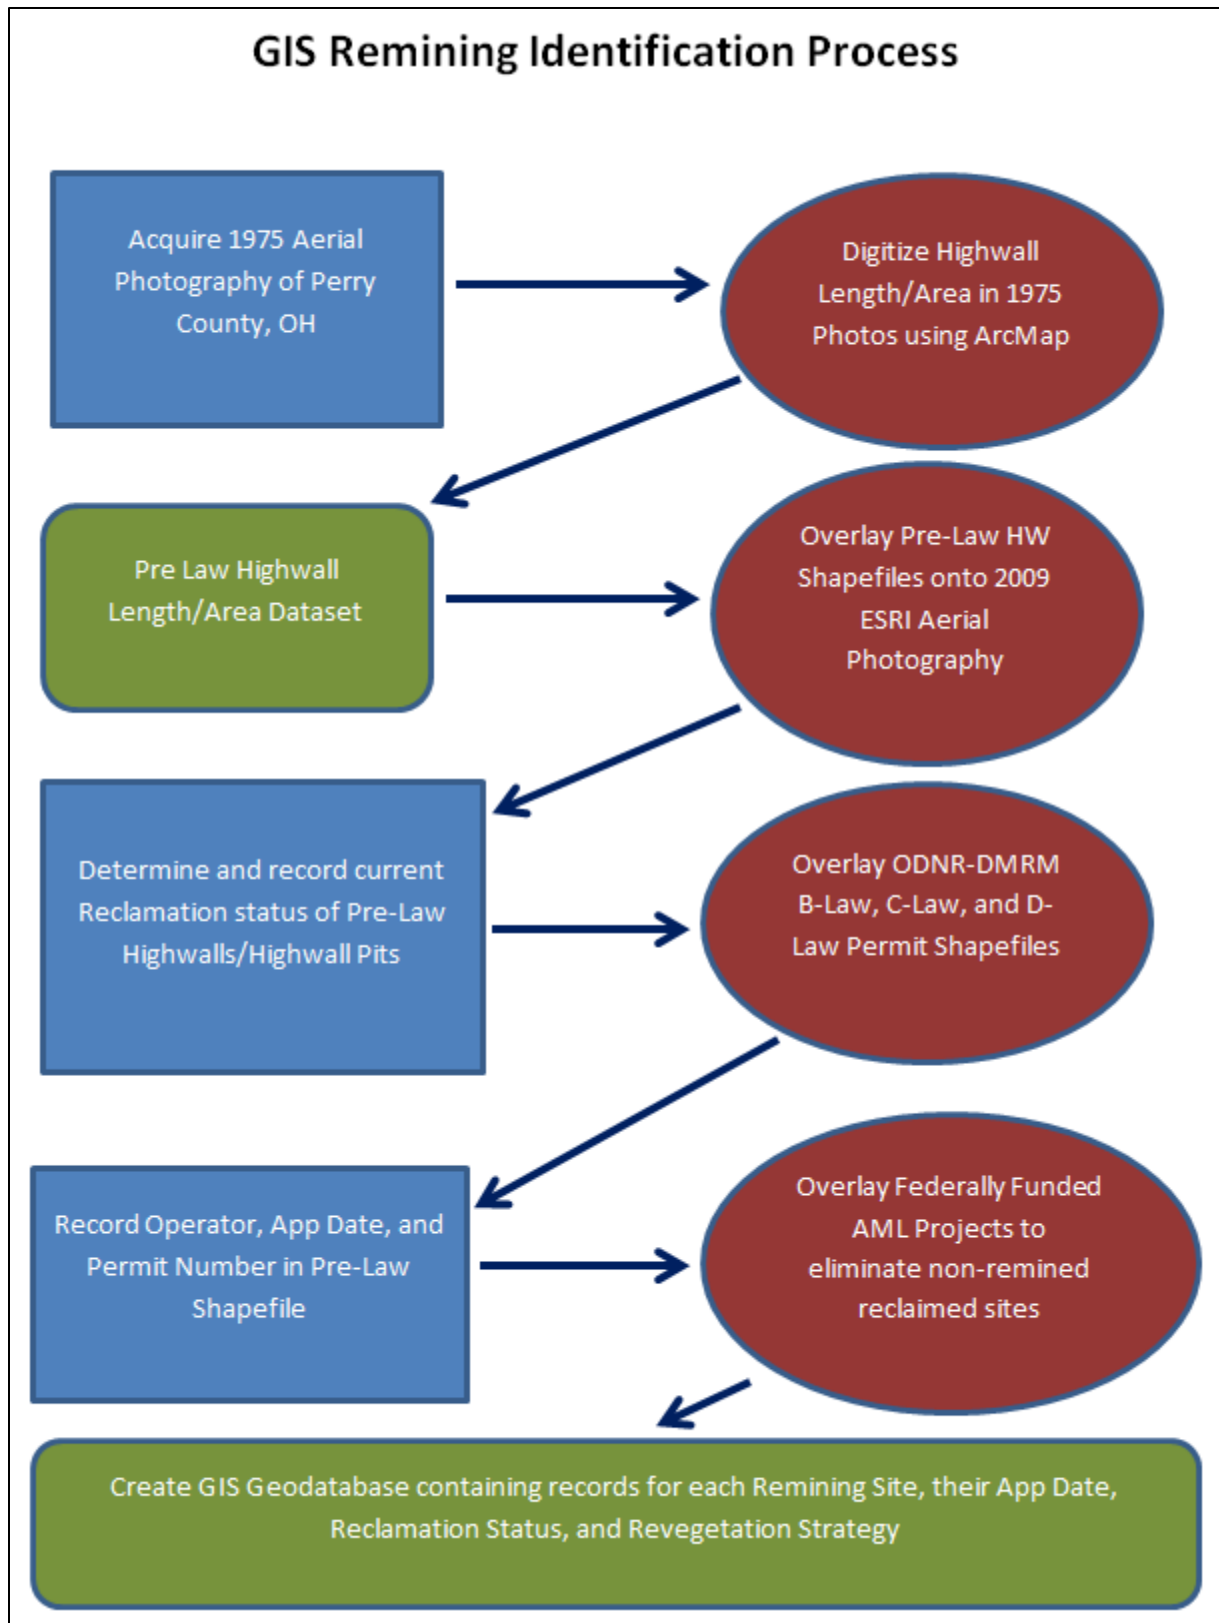 GIS Remining Identification Process
Acquire 1975 Aerial
Photography of Perry
County, OH
Digitize Highwall
Length/Area in 1975
Photos using ArcMap
Pre Law Highwall
Length/Area Dataset
Overlay Pre-Law HW
Shapefiles onto 2009
ESRI Aerial
Photography
Determine and record current
Reclamation status of Pre-Law
Highwalls/Highwall Pits
Overlay ODNR-DMRM
B-Law, C-Law, and D-
Law Permit Shapefiles
Record Operator, App Date, and
Permit Number in Pre-Law
Shapefile
Overlay Federally Funded
AML Projects to
eliminate non-remined
reclaimed sites
Create GIS Geodatabase containing records for each Remining Site, their App Date,
Reclamation Status, and Revegetation Strategy